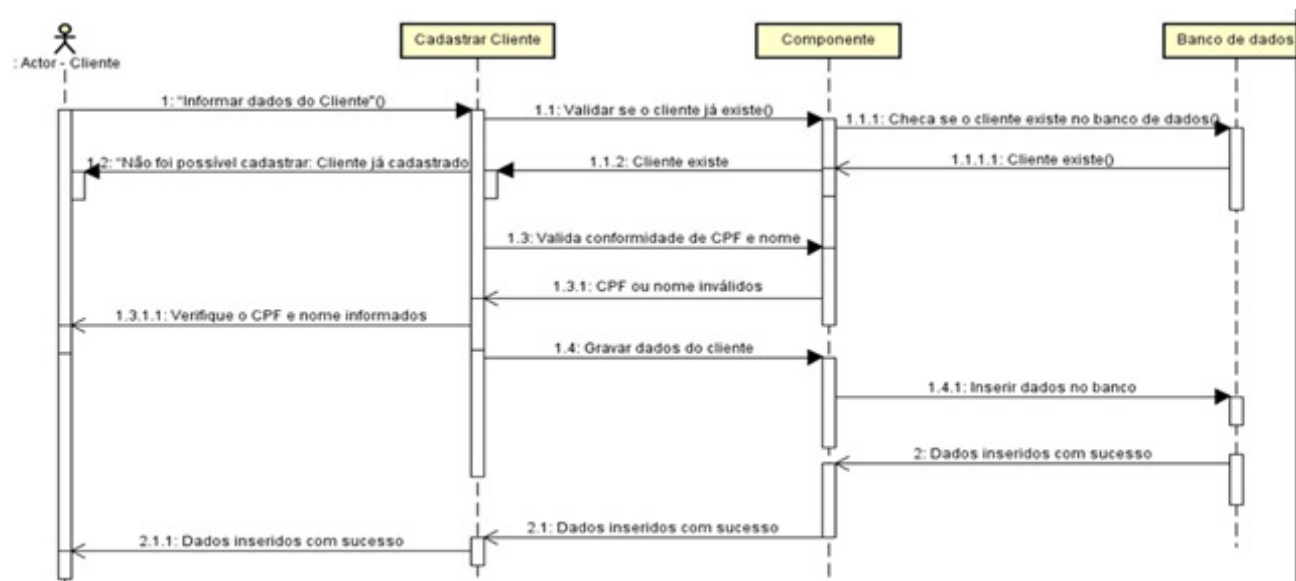 Cadastrar Cliente
Componente
Banco de dados
: Actor - Cliente
1: "Informar dados do Cliente"()
1.1: Validar se o cliente já existe()
1.1.1: Checa se o cliente existe no banco de dados()
1.2: "Não foi possível cadastrar: Cliente já cadastrado
1.1.2: Cliente existe
1.1.1.1: Cliente existe()
1.3: Valida conformidade de CPF e nome
1.3.1: CPF ou nome inválidos
1.3.1.1: Verifique o CPF e nome informados
1.4: Gravar dados do cliente
1.4.1: Inserir dados no banco
2: Dados inseridos com sucesso
2.1: Dados inseridos com sucesso
2.1.1: Dados inseridos com sucesso